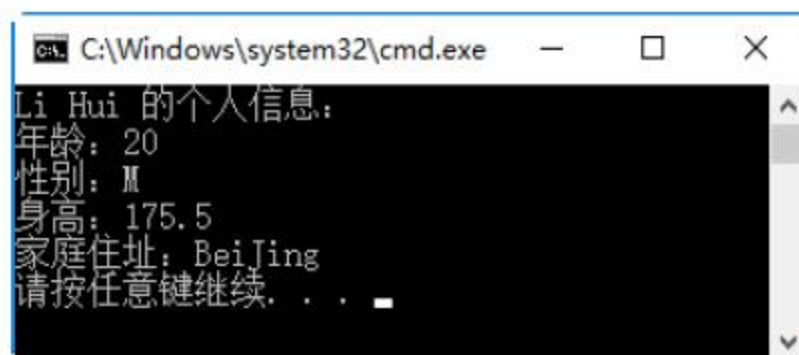 C:\Windows\system32\cmd.exe
Li Hui 的个人信息：
年龄：20
性别：M
身高：175.5
家庭住址：BeiJing
请按任意键继续. . .